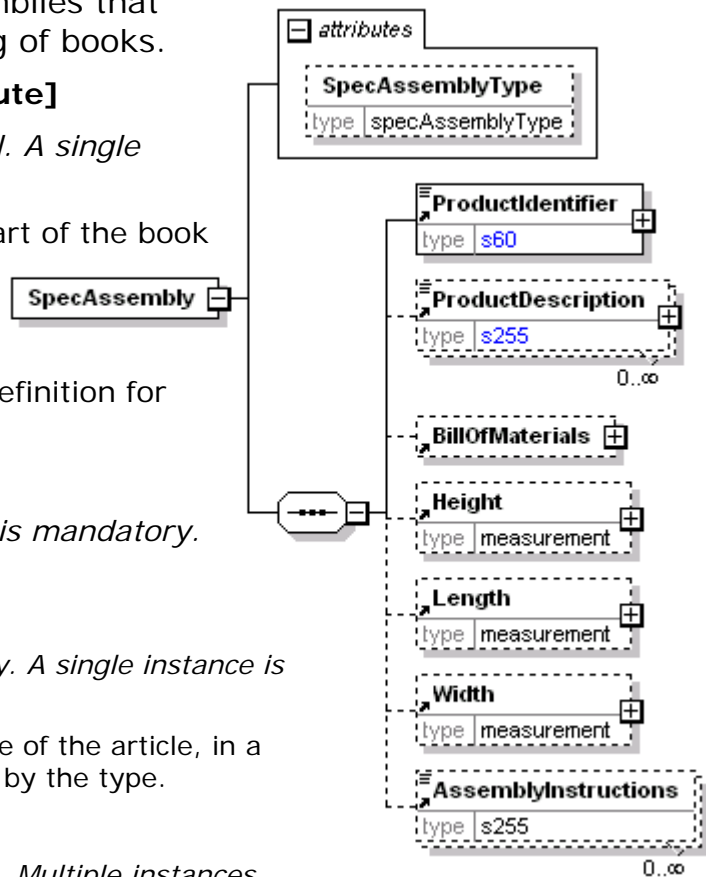 nblies that
g of books.
ute]
l. A single
art of the book
efinition for
is mandatory.
y. A single instance is
e of the article, in a
by the type.
. Multiple instances
attributes
SpecAssemblyType
type specAssemblyType
SpecAssembly
ProductIdentifier
type s60
ProductDescription
type s255
0..∞
BillOfMaterials
Height
type measurement
Length
type measurement
Width
type measurement
AssemblyInstructions
type s255
0..∞